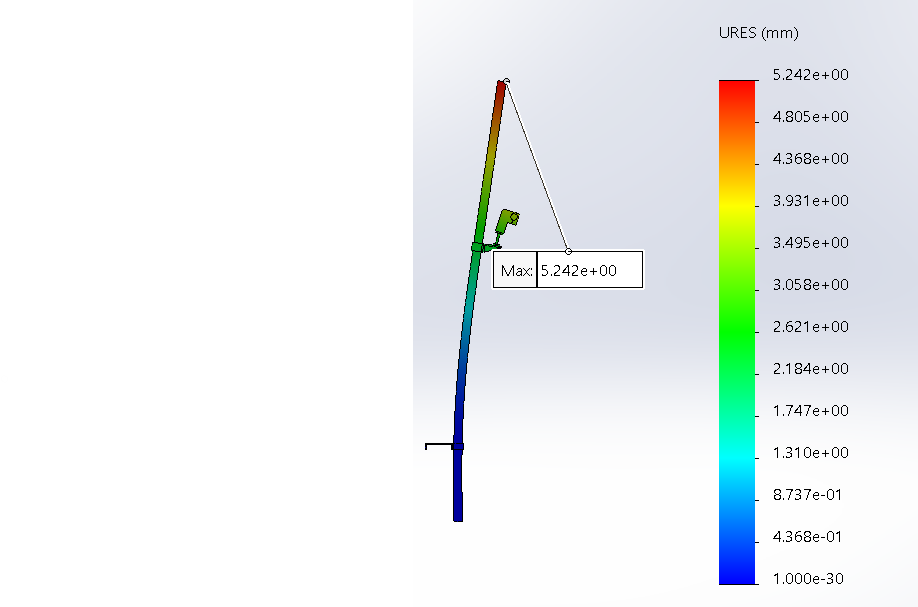 URES (mm)
5.242e+00
4.805e+00
4.368e+00
3.931e+00
3.495e+00
Max: 5.242e+00
3.058e+00
2.621e+00
2.184e+00
1.747e+00
1.310e+00
8.737e-01
4.368e-01
1.000e-30